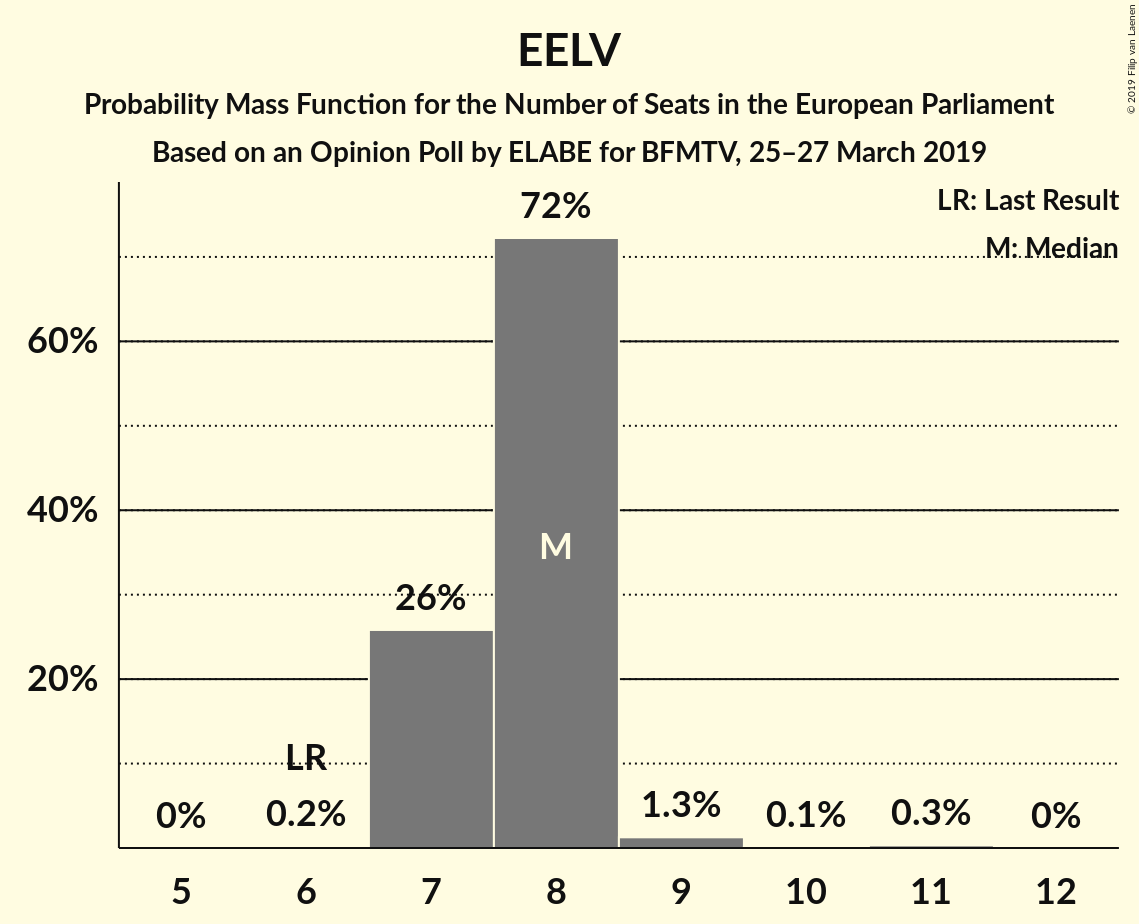 EELV
Probability Mass Function for the Number of Seats in the European Parliament
Based on an Opinion Poll by ELABE for BFMTV, 25–27 March 2019
© 2019 Filip van Laenen
LR: Last Result
M: Median
72%
60%
40%
M
26%
20%
LR
0%
0.2%
1.3%
0.1%
0.3%
0%
5
6
7
8
9
10
11
12